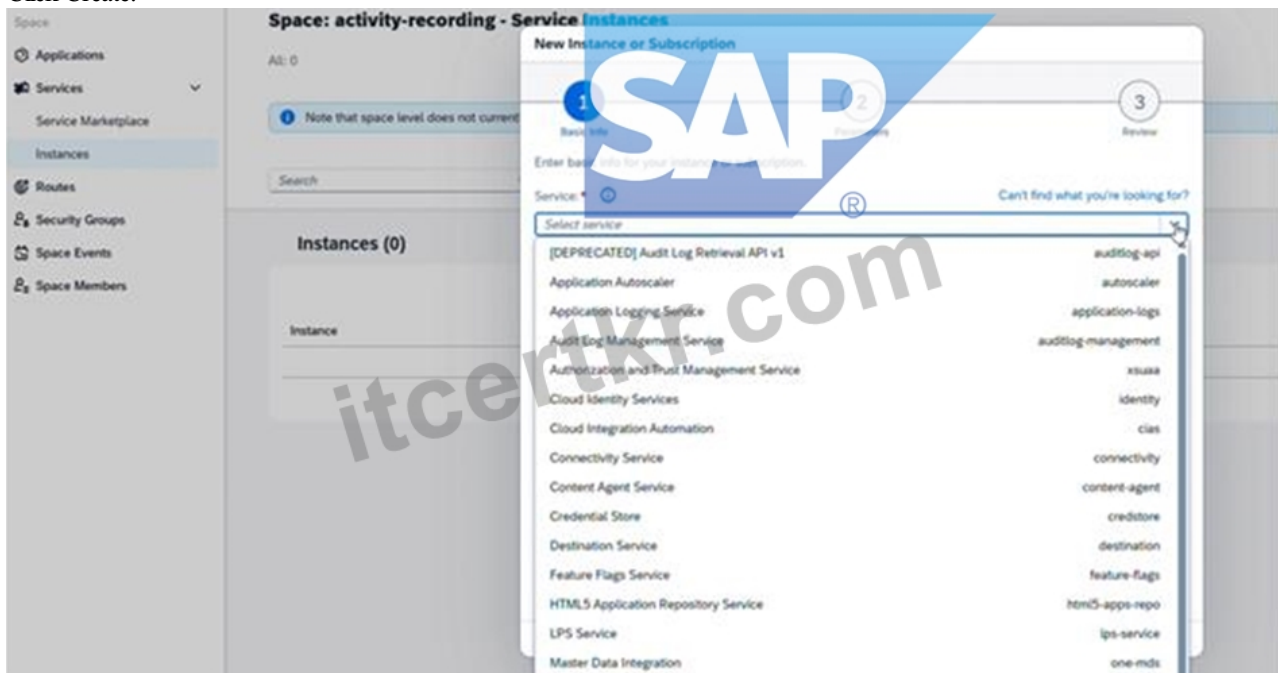 Space
Space: activity-recording - Service Instances
New Instance or Subscription
Applications
All: 0
Services
1
2
3
Service Marketplace
Note that space level does not current
Basic Info
Parameters
Review
Instances
Enter basic info for your instance or subscription.
Routes
Search
Service: *
Can't find what you're looking for?
SAP
®
Security Groups
Select service
Instances (0)
Space Events
[DEPRECATED] Audit Log Retrieval API v1 auditlog-api
Space Members
Application Autoscaler autoscaler
Application Logging Service application-logs
Instance
Audit Log Management Service auditlog-management
Authorization and Trust Management Service xsuaa
Cloud Identity Services identity
Cloud Integration Automation cias
Connectivity Service connectivity
Content Agent Service content-agent
Credential Store credstore
Destination Service destination
Feature Flags Service feature-flags
HTML5 Application Repository Service html5-apps-repo
LPS Service lps-service
Master Data Integration one-mds
itcertkr.com